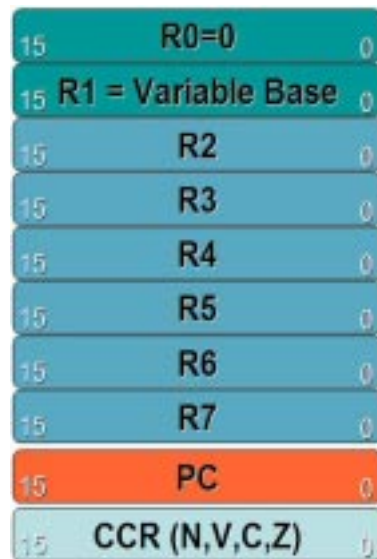 15 R0=0 0
15 R1 = Variable Base 0
15 R2 0
15 R3 0
15 R4 0
15 R5 0
15 R6 0
15 R7 0
15 PC 0
15 CCR (N,V,C,Z) 0